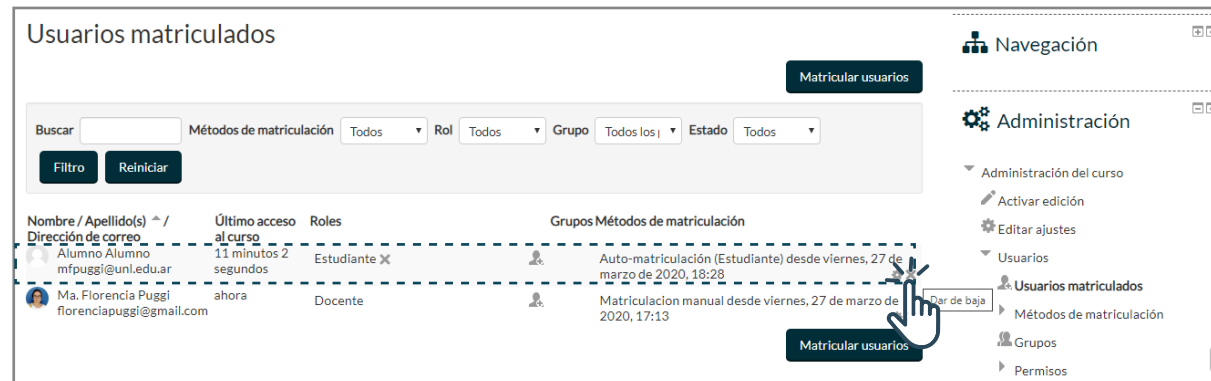 Usuarios matriculados
Matricular usuarios
Buscar Métodos de matriculación Todos Rol Todos Grupo Todos los Estado Todos
Filtro Reiniciar
Nombre / Apellido(s) / Último acceso Roles Grupos Métodos de matriculación
Dirección de correo al curso
Alumno Alumno 11 minutos 2 Estudiante Auto-matriculación (Estudiante) desde viernes, 27 de
mfpuggi@unl.edu.ar segundos marzo de 2020, 18:28
Ma. Florencia Puggi ahora Docente Matriculacion manual desde viernes, 27 de marzo de
florenciapuggi@gmail.com 2020, 17:13
Dar de baja
Matricular usuarios
Navegación
Administración
Administración del curso
Activar edición
Editar ajustes
Usuarios
Usuarios matriculados
Métodos de matriculación
Grupos
Permisos